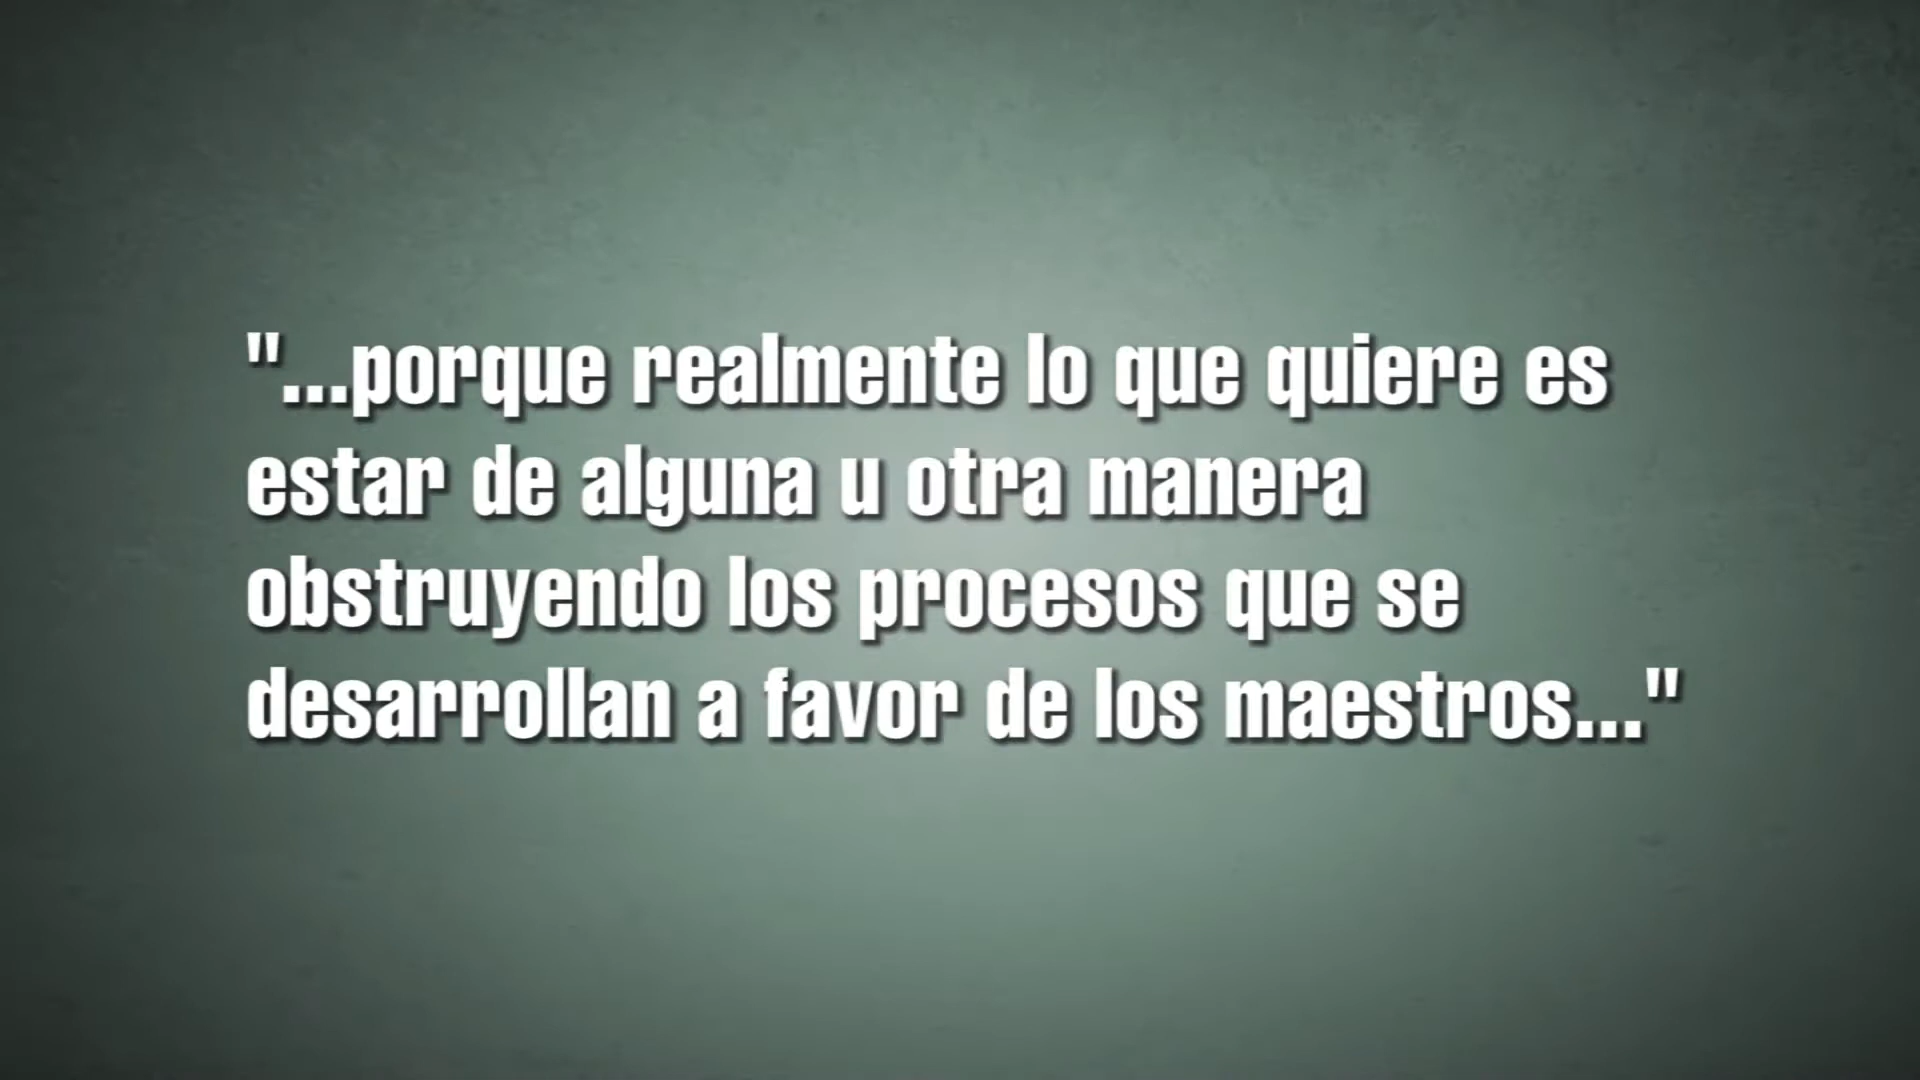 "...porque realmente lo que quiere es
estar de alguna u otra manera
obstruyendo los procesos que se
desarrollan a favor de los maestros..."